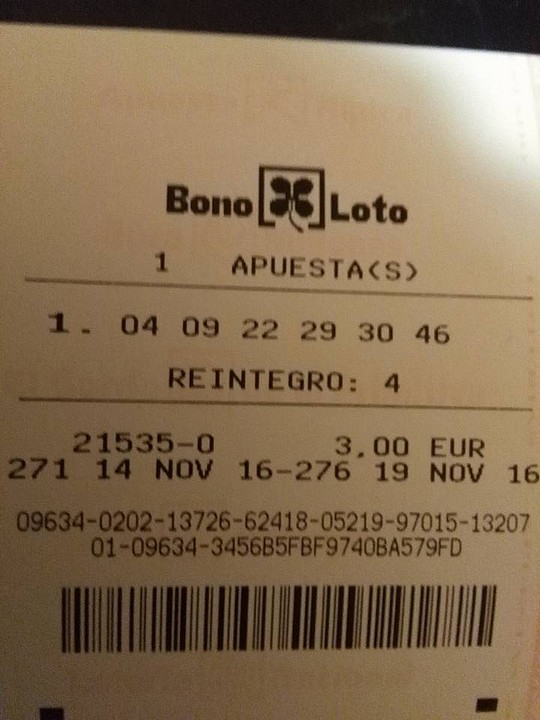 Bono Loto
1 APUESTA(S)
1. 04 09 22 29 30 46
REINTEGRO: 4
21535-0 3,00 EUR
271 14 NOV 16-276 19 NOV 16
09634-0202-13726-62418-05219-97015-13207
01-09634-3456B5FBF9740BA579FD